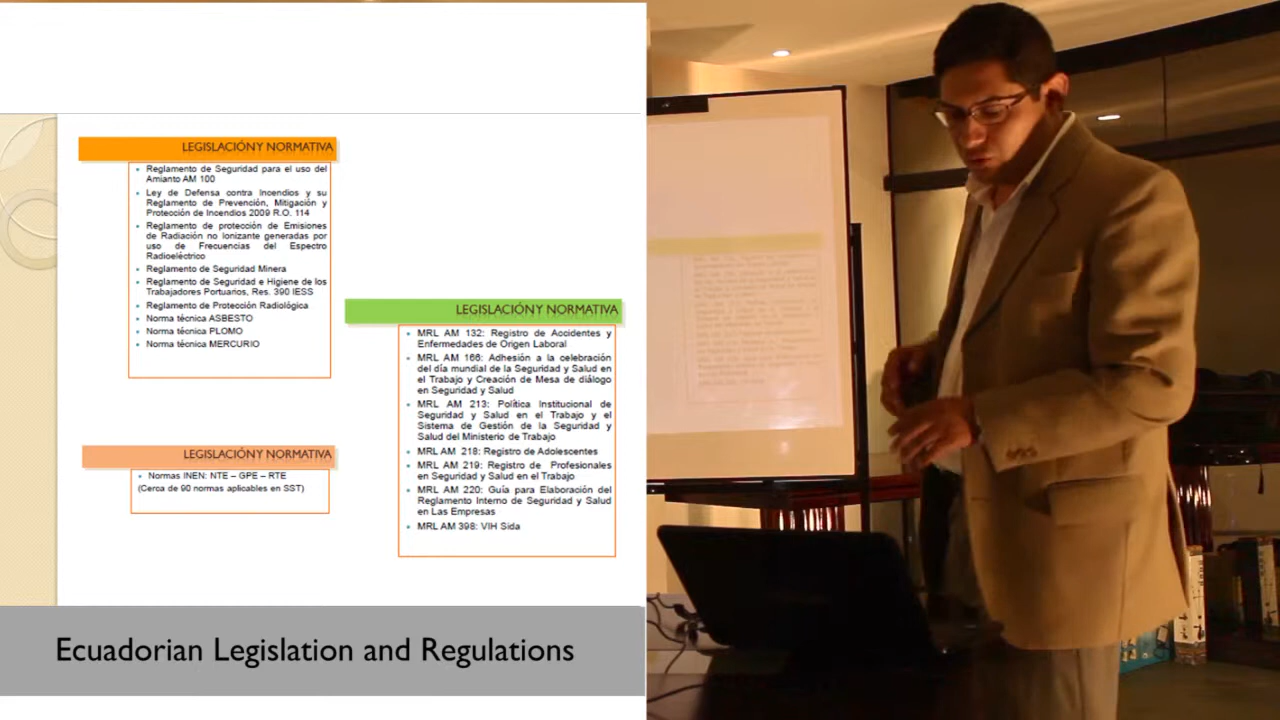 LEGISLACIÓN Y NORMATIVA
Reglamento de Seguridad para el uso del
Amianto AM 100
Ley de Defensa contra Incendios y su
Reglamento de Prevención, Mitigación y
Protección de Incendios 2009 R.O. 114
Reglamento de protección de Emisiones
de Radiación no Ionizante generadas por
uso de Frecuencias del Espectro
Radioeléctrico
Reglamento de Seguridad Minera
Reglamento de Seguridad e Higiene de los
Trabajadores Portuarios, Res. 390 IESS
Reglamento de Protección Radiológica
Norma técnica ASBESTO
Norma técnica PLOMO
Norma técnica MERCURIO
LEGISLACIÓN Y NORMATIVA
Normas INEN: NTE – GPE – RTE
(Cerca de 90 normas aplicables en SST)
LEGISLACIÓN Y NORMATIVA
MRL AM 132: Registro de Accidentes y
Enfermedades de Origen Laboral
MRL AM 166: Adhesión a la celebración
del día mundial de la Seguridad y Salud en
el Trabajo y Creación de Mesa de diálogo
en Seguridad y Salud
MRL AM 213: Política Institucional de
Seguridad y Salud en el Trabajo y el
Sistema de Gestión de la Seguridad y
Salud del Ministerio de Trabajo
MRL AM 218: Registro de Adolescentes
MRL AM 219: Registro de Profesionales
en Seguridad y Salud en el Trabajo
MRL AM 220: Guía para Elaboración del
Reglamento Interno de Seguridad y Salud
en Las Empresas
MRL AM 398: VIH Sida
Ecuadorian Legislation and Regulations